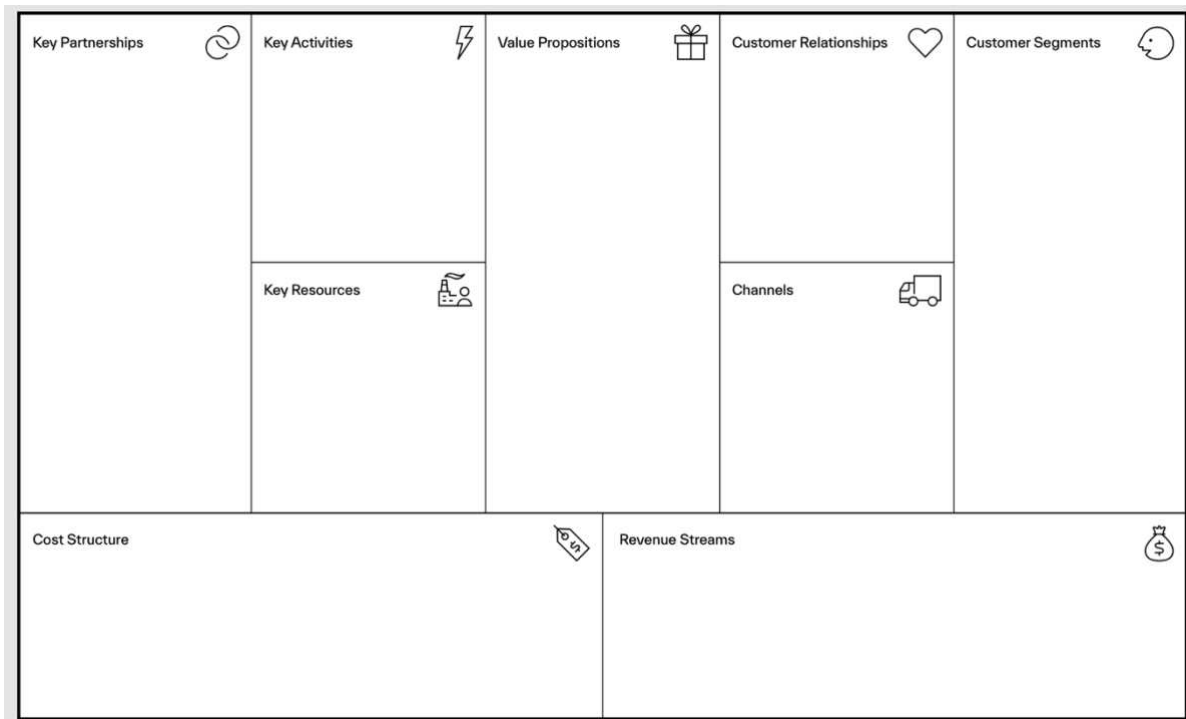 Key Partnerships
Key Activities
Value Propositions
Customer Relationships
Customer Segments
Key Resources
Channels
Cost Structure
$
Revenue Streams
$